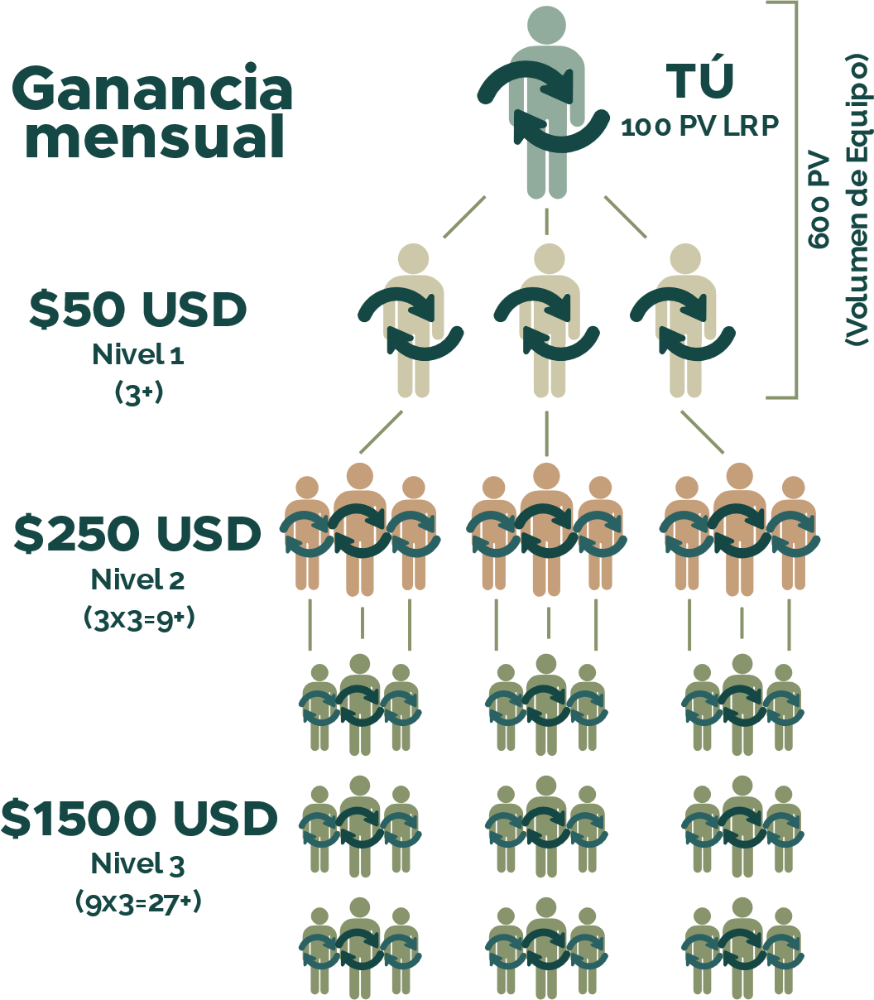 Ganancia
mensual
TÚ
100 PV LRP
600 PV
(Volumen de Equipo)
$50 USD
Nivel 1
(3+)
$250 USD
Nivel 2
(3x3=9+)
$1500 USD
Nivel 3
(9x3=27+)